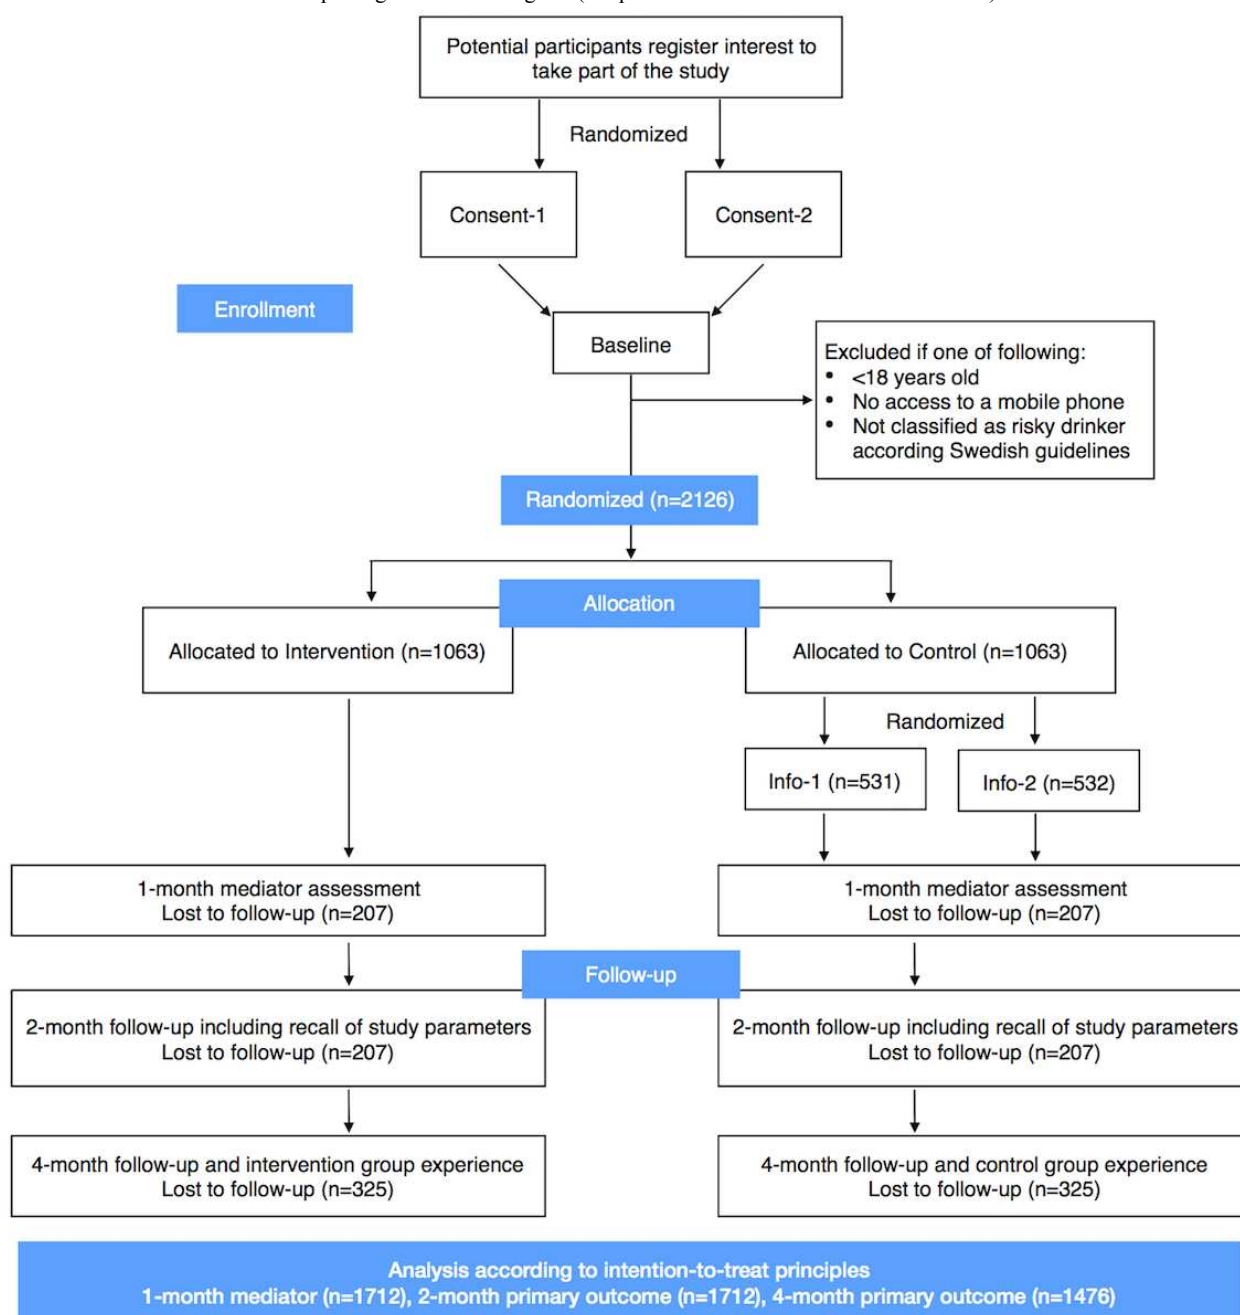 Potential participants register interest to
take part of the study
Randomized
Consent-1
Consent-2
Enrollment
Baseline
Excluded if one of following:
• <18 years old
• No access to a mobile phone
• Not classified as risky drinker
according Swedish guidelines
Randomized (n=2126)
Allocation
Allocated to Intervention (n=1063)
Allocated to Control (n=1063)
Randomized
Info-1 (n=531)
Info-2 (n=532)
1-month mediator assessment
Lost to follow-up (n=207)
1-month mediator assessment
Lost to follow-up (n=207)
Follow-up
2-month follow-up including recall of study parameters
Lost to follow-up (n=207)
2-month follow-up including recall of study parameters
Lost to follow-up (n=207)
4-month follow-up and intervention group experience
Lost to follow-up (n=325)
4-month follow-up and control group experience
Lost to follow-up (n=325)
Analysis according to intention-to-treat principles
1-month mediator (n=1712), 2-month primary outcome (n=1712), 4-month primary outcome (n=1476)